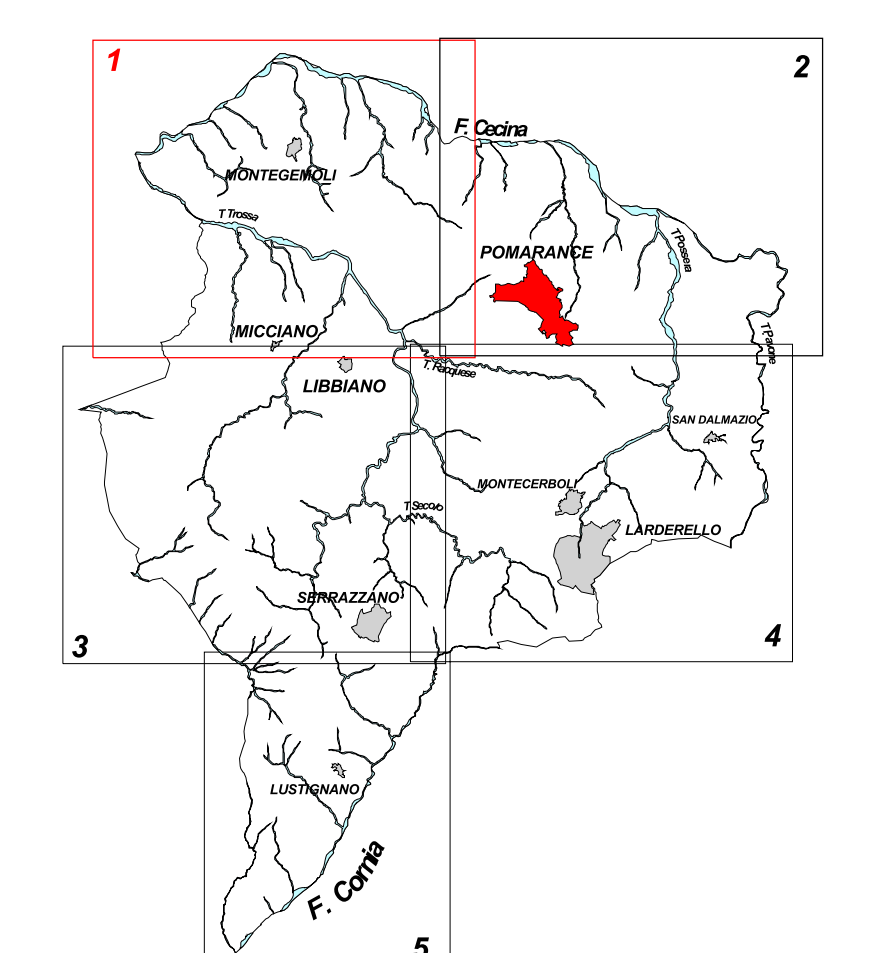 1
2
F. Cecina
MONTEGEMOLI
T Trossa
POMARANCE
T.Possera
MICCIANO
T.Pavone
LIBBIANO
SAN DALMAZIO
MONTECERBOLI
T.Secolo
LARDERELLO
SERRAZZANO
3
4
LUSTIGNANO
F. Cornia
5